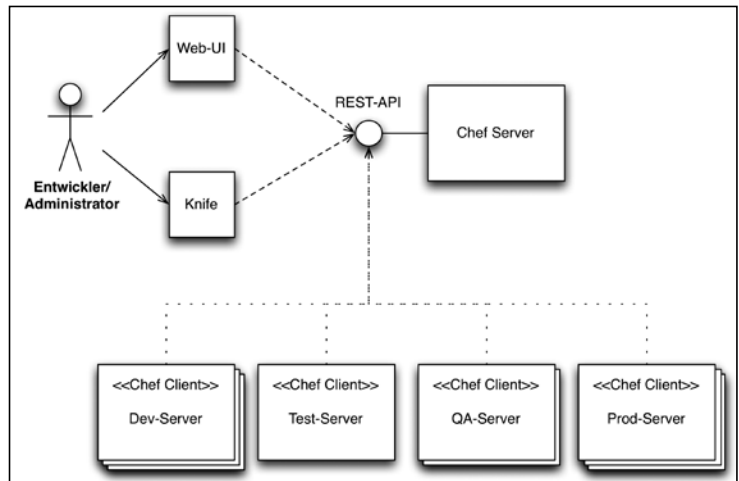 Web-UI
REST-API
Chef Server
Entwickler/
Administrator
Knife
<<Chef Client>>
Dev-Server
<<Chef Client>>
Test-Server
<<Chef Client>>
QA-Server
<<Chef Client>>
Prod-Server